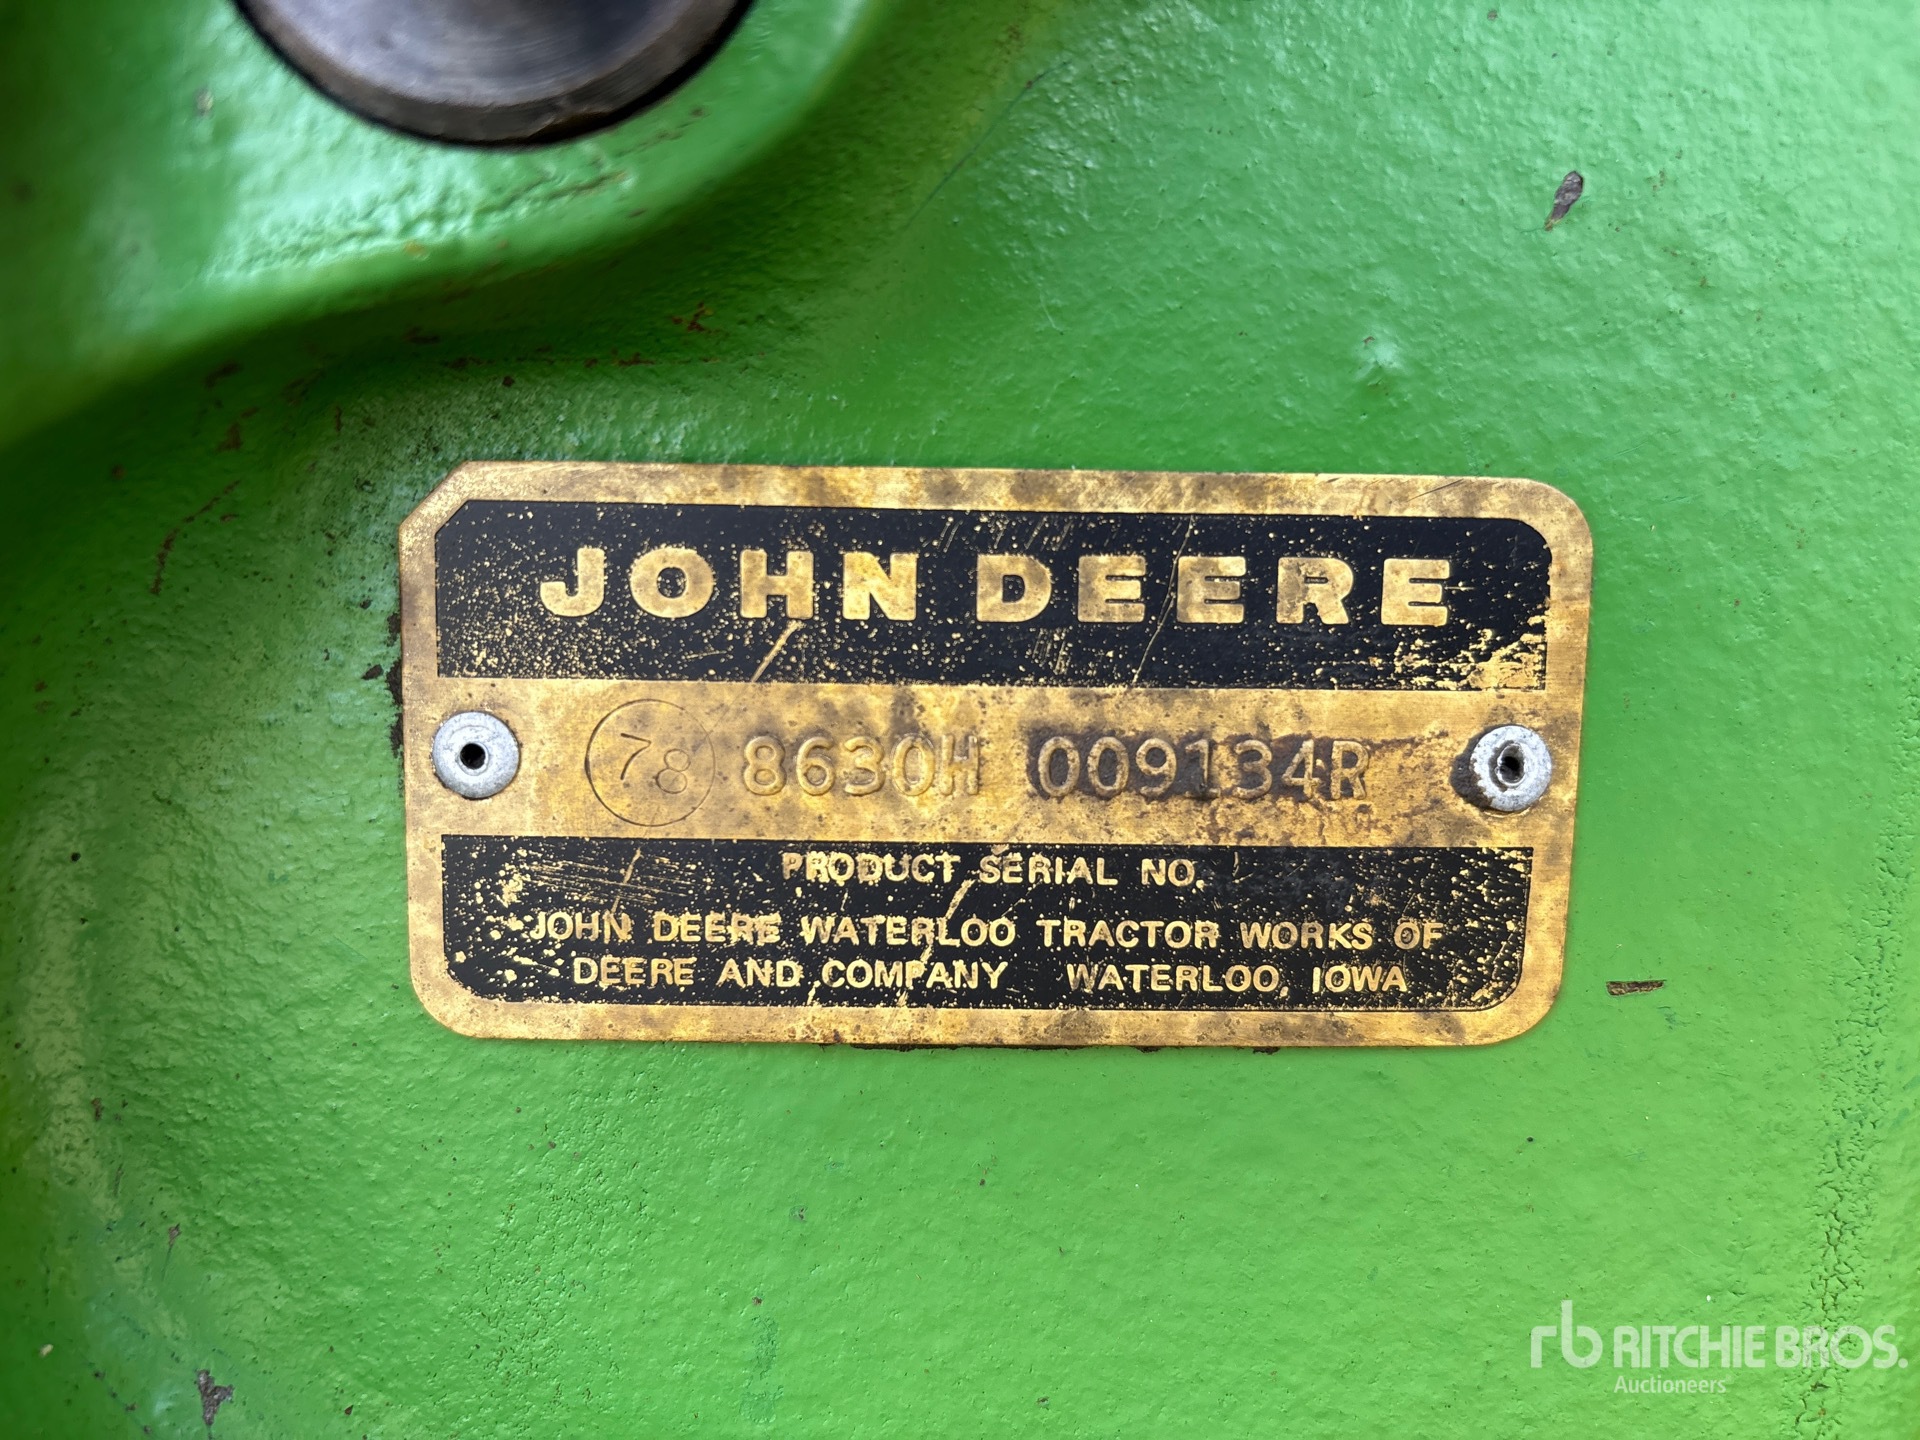 JOHN DEERE
78 8630H 009134R
PRODUCT SERIAL NO.
JOHN DEERE WATERLOO TRACTOR WORKS OF
DEERE AND COMPANY WATERLOO, IOWA
rb RITCHIE BROS.
Auctioneers